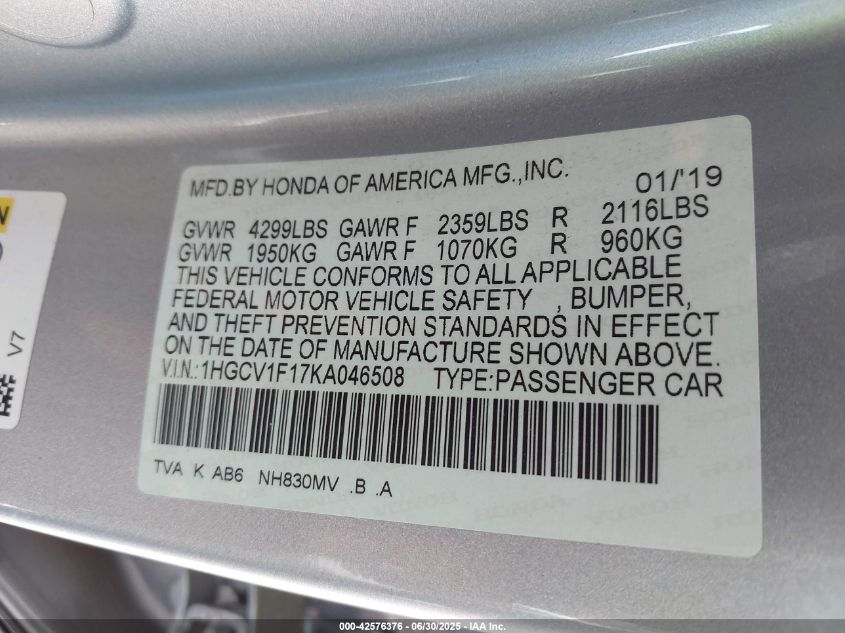 MFD.BY HONDA OF AMERICA MFG.,INC. 01/'19
GVWR 4299LBS GAWR F 2359LBS R 2116LBS
GVWR 1950KG GAWR F 1070KG R 960KG
THIS VEHICLE CONFORMS TO ALL APPLICABLE
FEDERAL MOTOR VEHICLE SAFETY , BUMPER,
AND THEFT PREVENTION STANDARDS IN EFFECT
ON THE DATE OF MANUFACTURE SHOWN ABOVE.
V.I.N.:1HGCV1F17KA046508 TYPE:PASSENGER CAR
TVA K AB6 NH830MV .B .A
N
V7
000-42576376 - 06/30/2025 - IAA Inc.